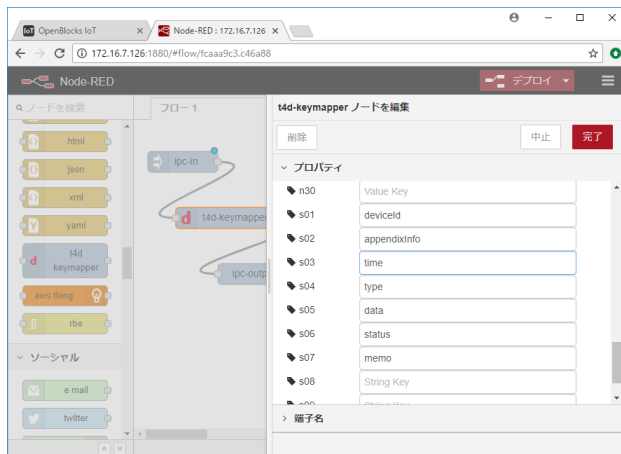 OpenBlocks IoT
Node-RED : 172.16.7.126
172.16.7.126:1880/#flow/fcaaa9c3.c46a88
Node-RED
デプロイ
ノードを検索
フロー 1
t4d-keymapper ノードを編集
削除
中止
完了
プロパティ
html
json
xml
yaml
t4d
keymapper
aws thing
rbe
ソーシャル
e mail
twitter
ipc-in
t4d-keymapper
ipc-outp
n30 Value Key
s01 deviceId
s02 appendixInfo
s03 time
s04 type
s05 data
s06 status
s07 memo
s08 String Key
端子名